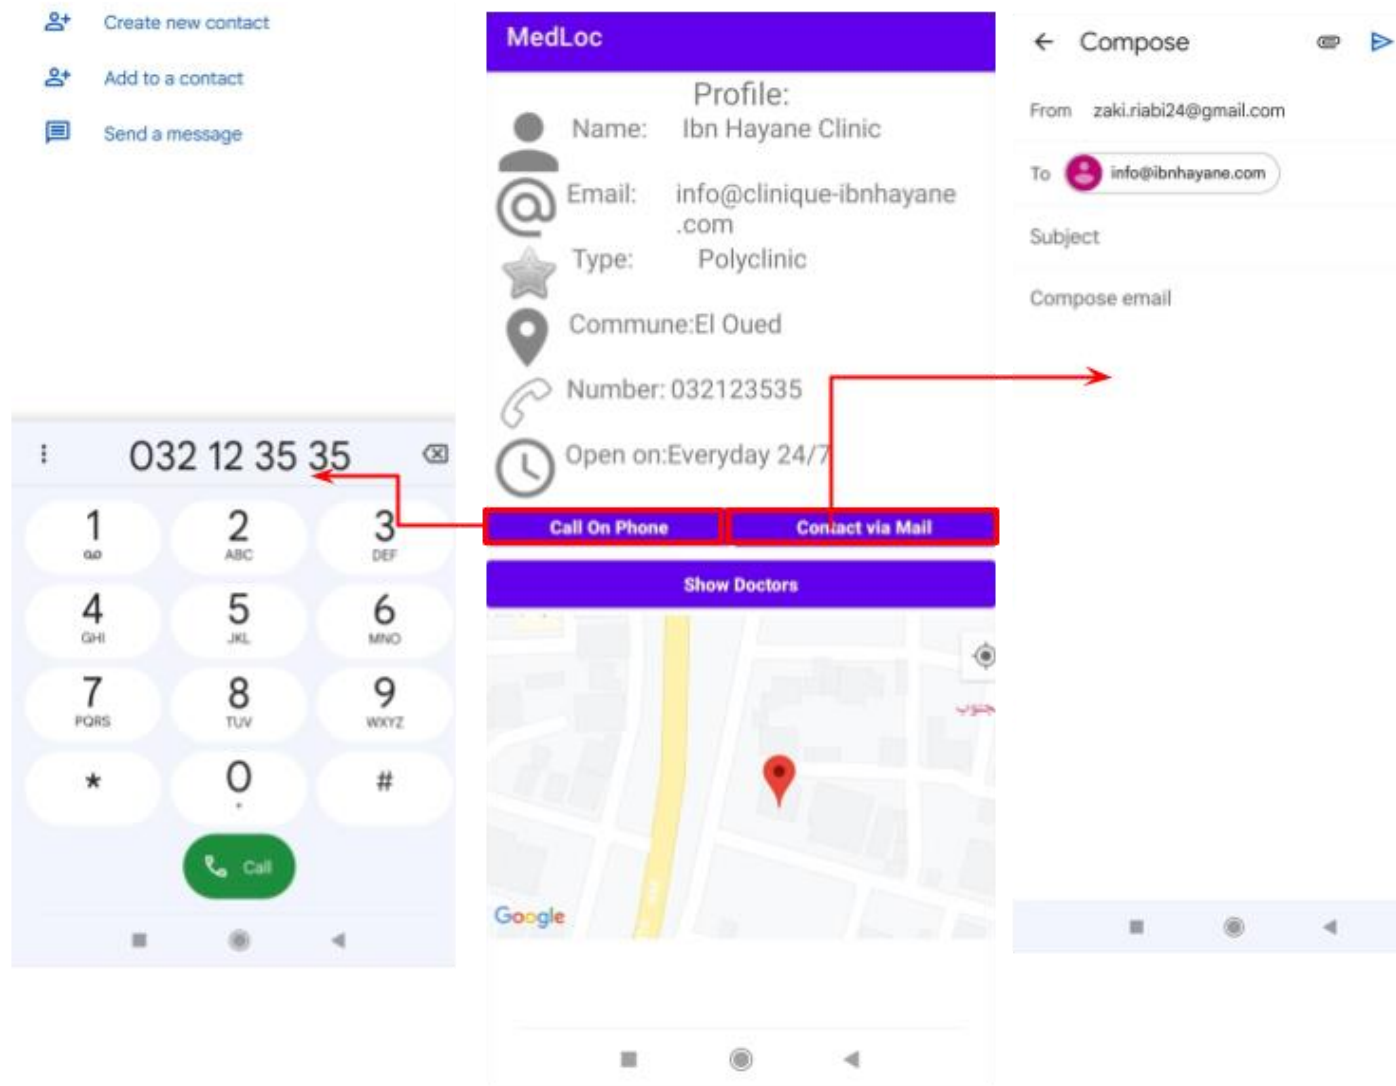 Create new contact
Add to a contact
Send a message
032 12 35 35
1
2
ABC
3
DEF
4
GHI
5
JKL
6
MNO
7
PQRS
8
TUV
9
WXYZ
*
0
+
#
Call
MedLoc
Profile:
Name: Ibn Hayane Clinic
Email: info@clinique-ibnhayane
.com
Type: Polyclinic
Commune:El Oued
Number: 032123535
Open on:Everyday 24/7
Call On Phone
Contact via Mail
Show Doctors
Google
Compose
From zaki.riabi24@gmail.com
To info@ibnhayane.com
Subject
Compose email